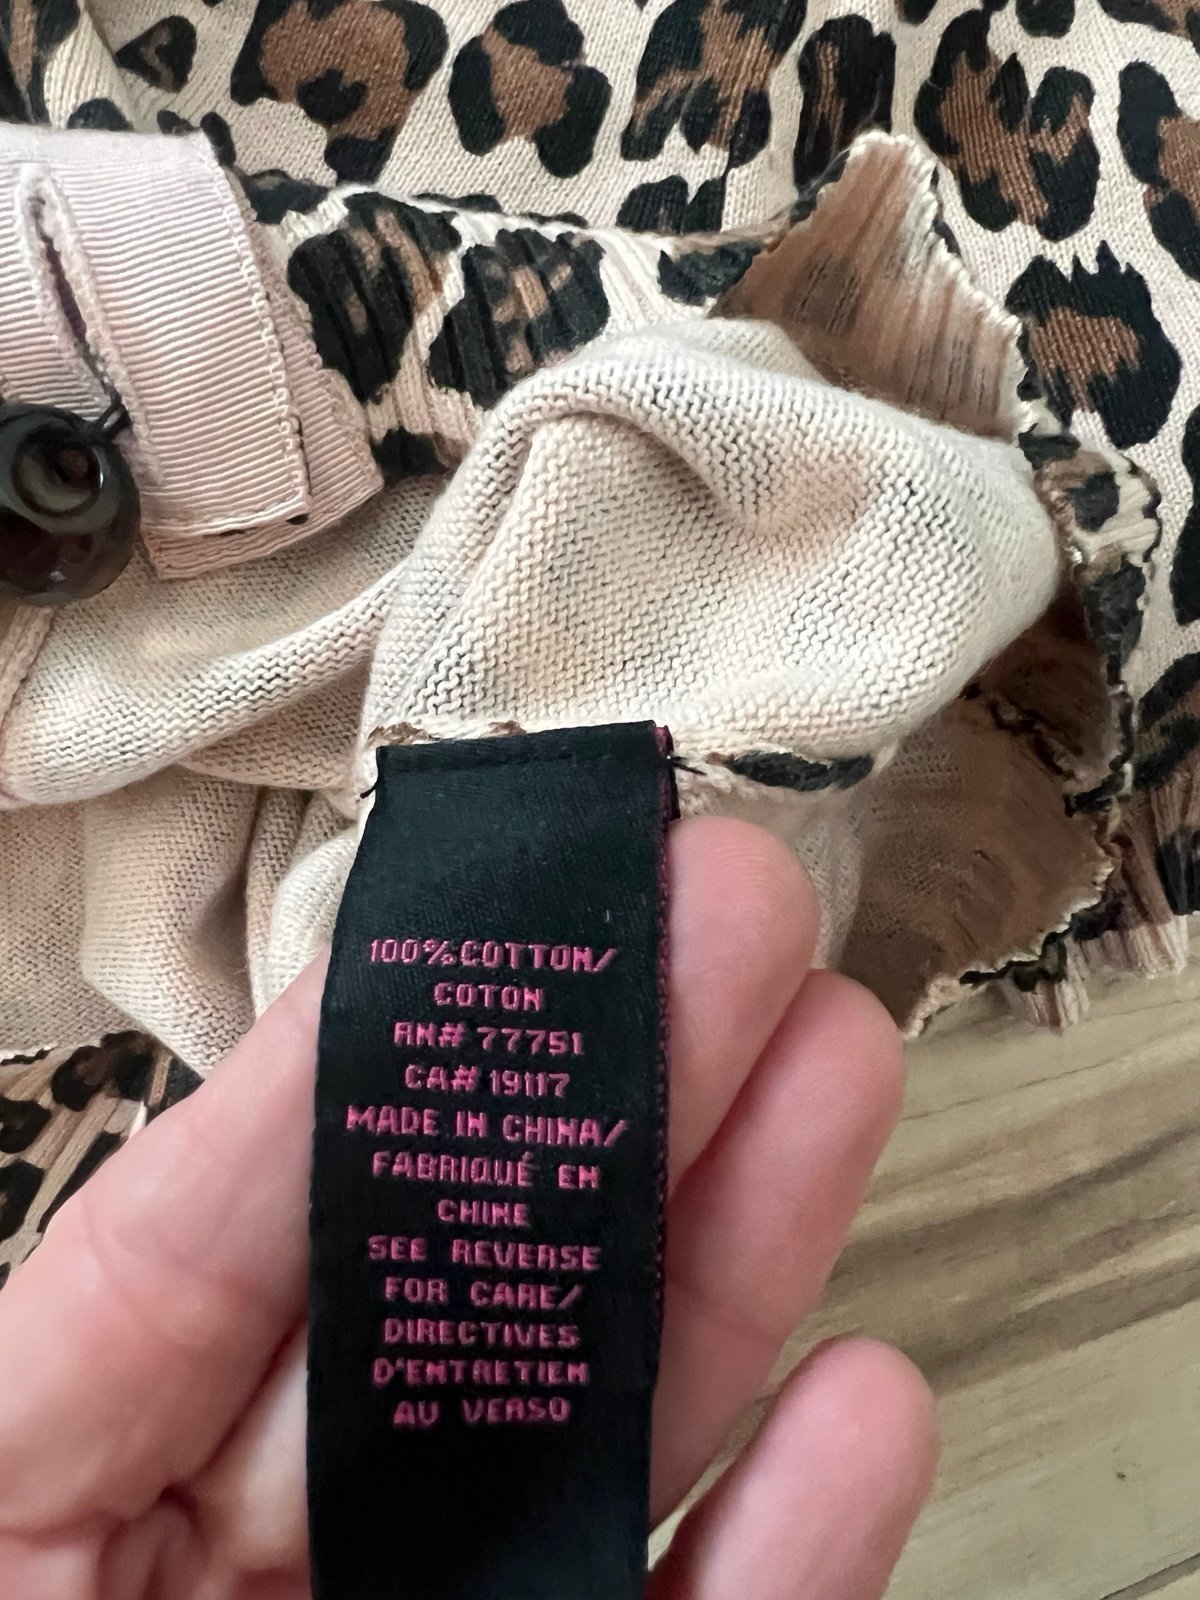 100% COTTON/
COTON
RN# 77751
CA# 19117
MADE IN CHINA/
FABRIQUÉ EN
CHINE
SEE REVERSE
FOR CARE/
DIRECTIVES
D'ENTRETIEN
AU VERSO